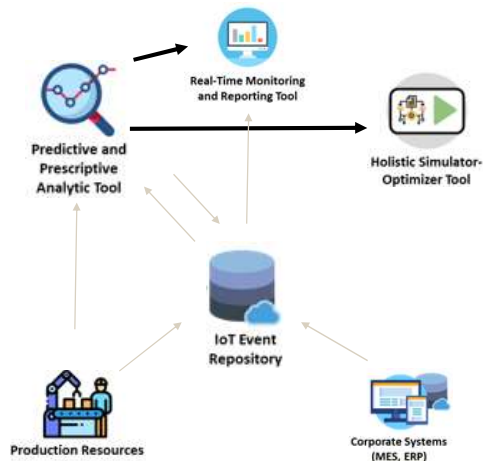 Real-Time Monitoring
and Reporting Tool
Predictive and
Prescriptive
Analytic Tool
Holistic Simulator-
Optimizer Tool
IoT Event
Repository
Production Resources
Corporate Systems
(MES, ERP)